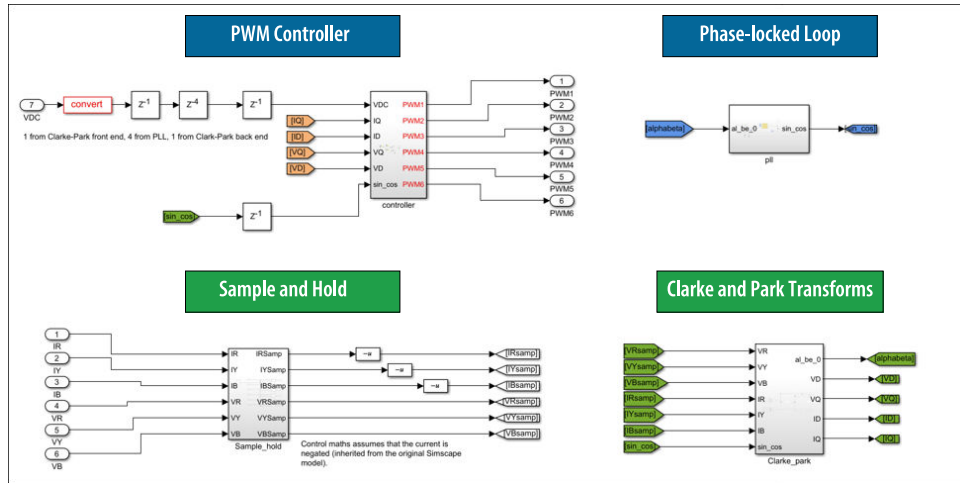 PWM Controller
Phase-locked Loop
7
VDC
convert
Z-1
Z-4
Z-1
1 from Clarke-Park front end, 4 from PLL, 1 from Clark-Park back end
[IQ]
[ID]
[VQ]
[VD]
[sin_cos]
Z-1
VDC
IQ
ID
VQ
VD
sin_cos
PWM1
PWM2
PWM3
PWM4
PWM5
PWM6
controller
1
PWM1
2
PWM2
3
PWM3
4
PWM4
5
PWM5
6
PWM6
[alphabeta]
al_be_0
sin_cos
pll
Sample and Hold
Clarke and Park Transforms
1
IR
2
IY
3
IB
4
VR
5
VY
6
VB
IR
IY
IB
VR
VY
VB
IRSamp
IYSamp
IBSamp
VRSamp
VYSamp
VBSamp
Sample_hold
-u
-u
-u
[IRsamp]
[IYsamp]
[IBsamp]
[VRsamp]
[VYsamp]
[VBsamp]
Control maths assumes that the current is
negated (inherited from the original Simscape
model).
[VRsamp]
[VYsamp]
[VBsamp]
[IRsamp]
[IYsamp]
[IBsamp]
[sin_cos]
VR
VY
VB
IR
IY
IB
sin_cos
al_be_0
VD
VQ
ID
IQ
Clarke_park
[alphabeta]
[VD]
[VQ]
[ID]
[IQ]